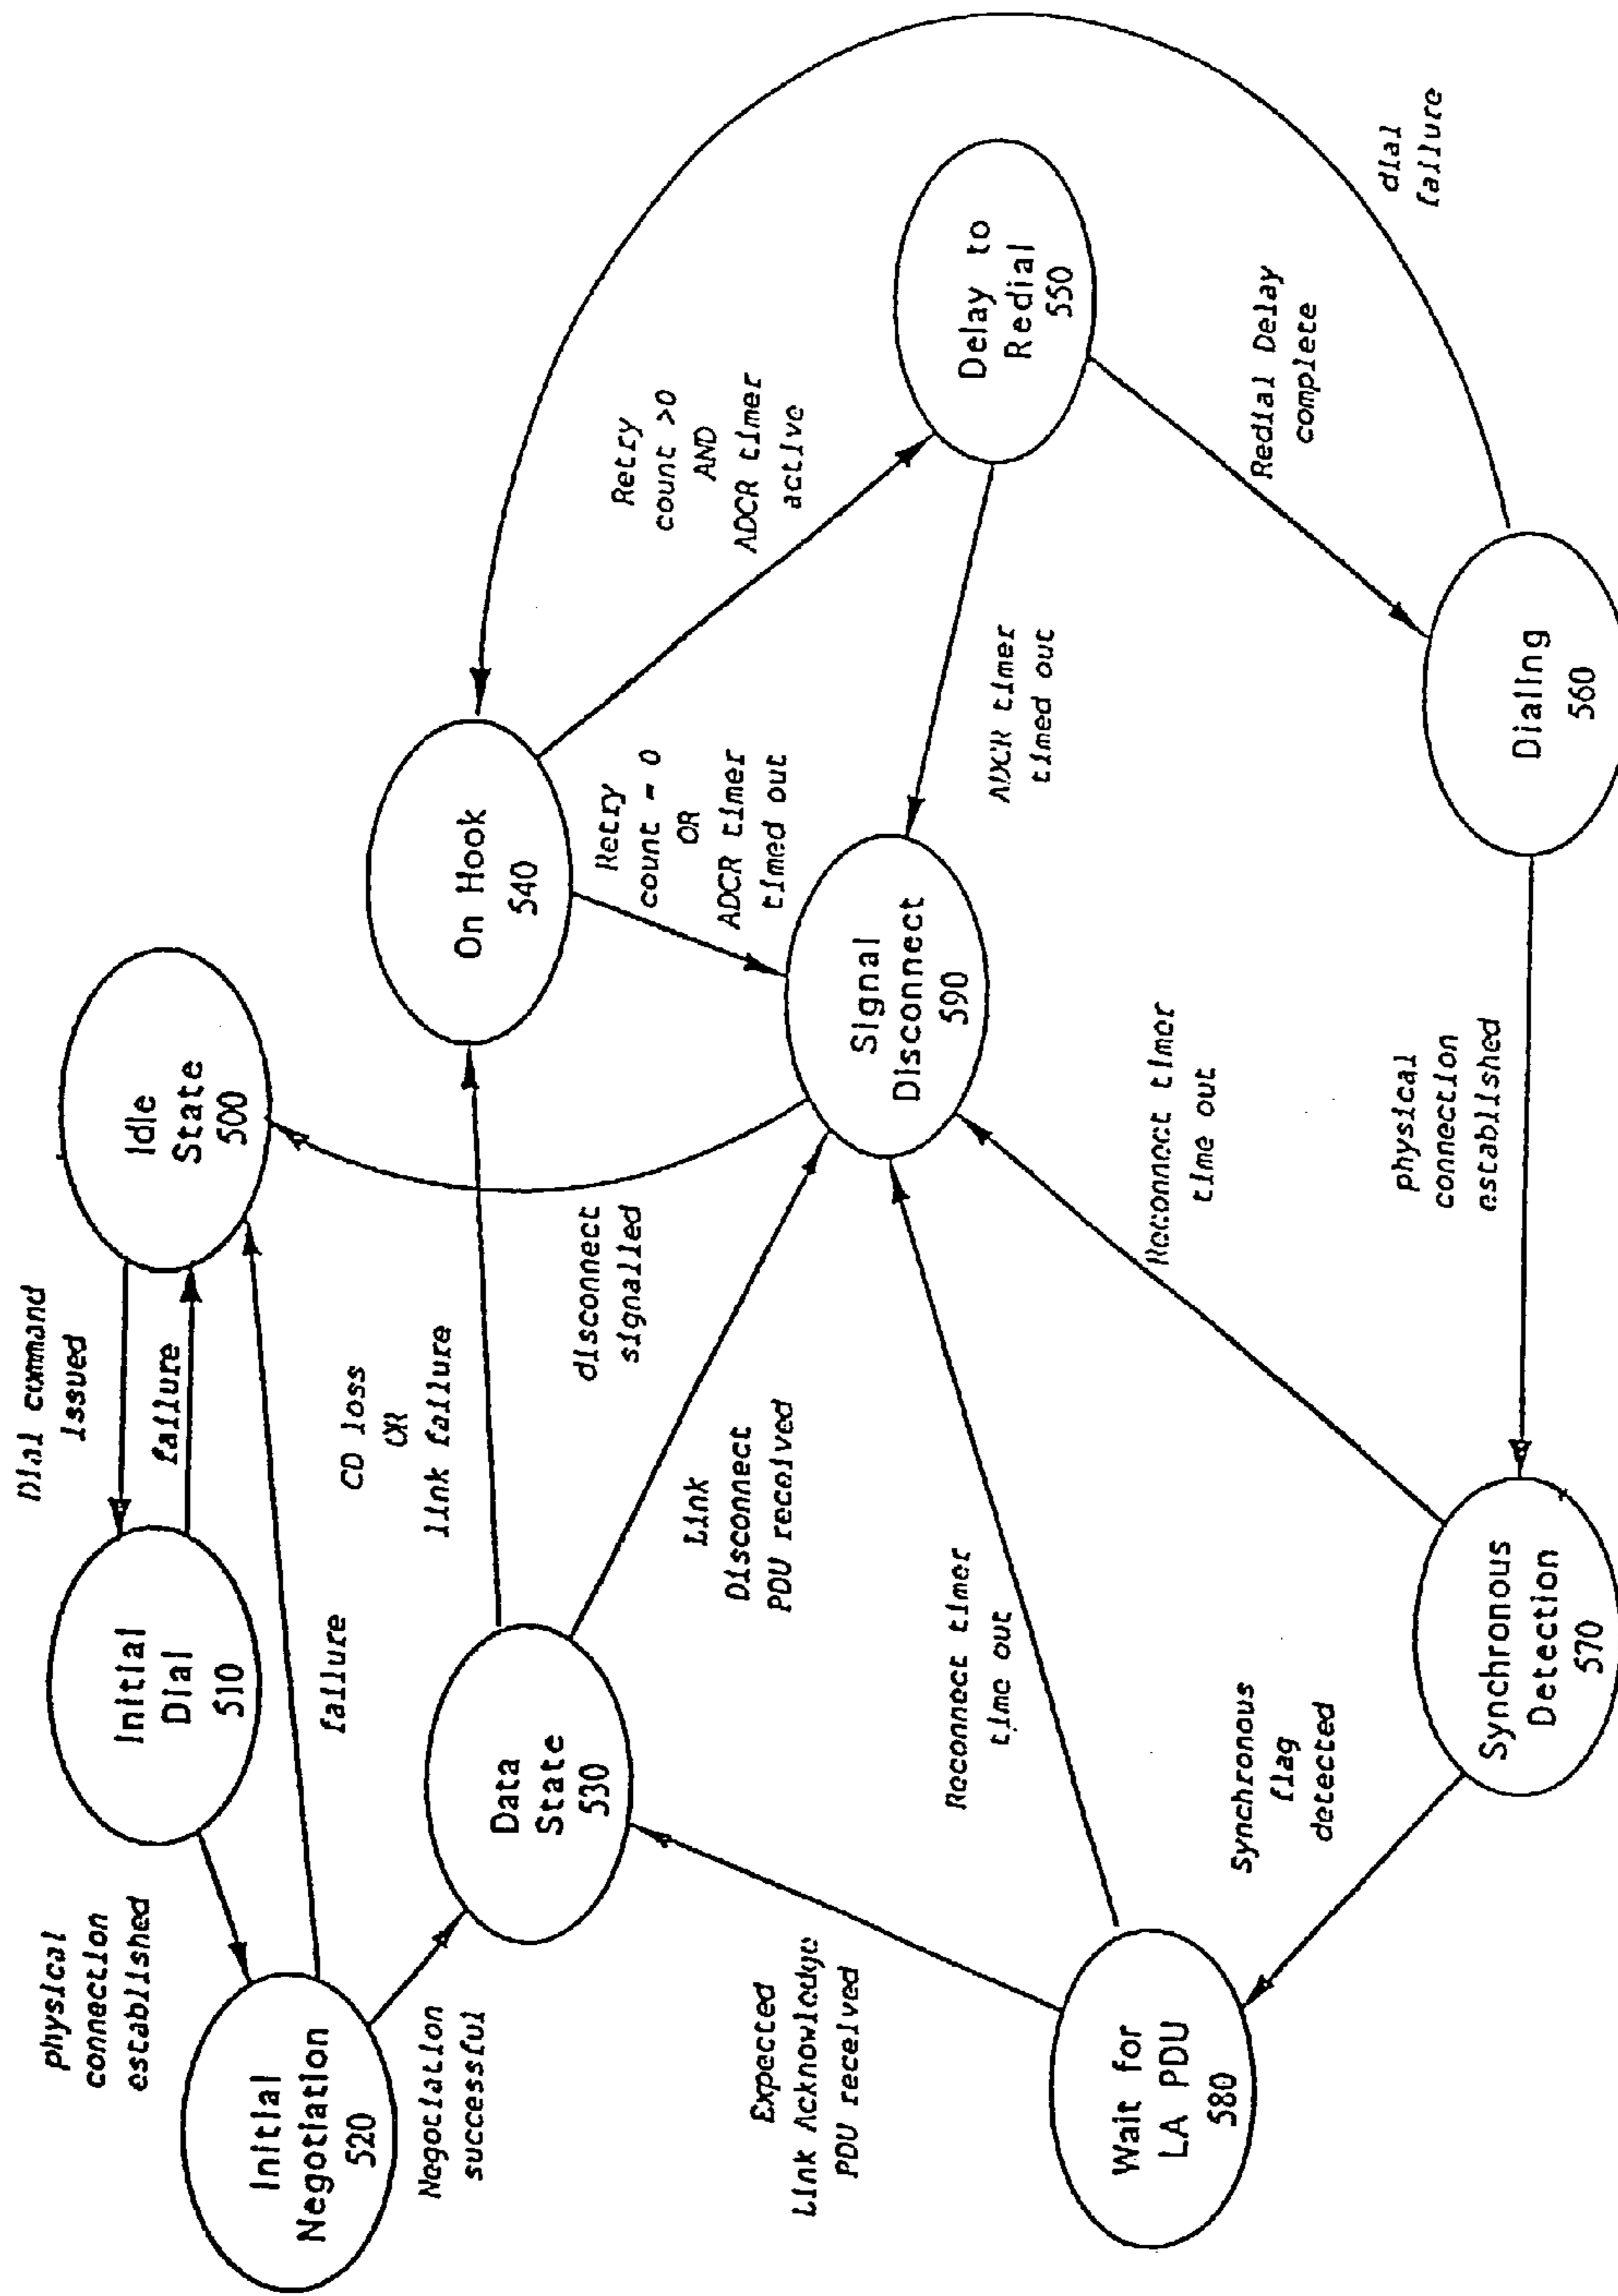 Dial command
issued
Idle
State
500
failure
Initial
Dial
510
physical
connection
established
Initial
Negotiation
520
failure
Negotiation
successful
Data
State
530
CD loss
OR
link failure
On Hook
540
Retry
count >0
AND
ADCR timer
active
Retry
count = 0
OR
ADCR timer
timed out
disconnect
signalled
Link
Disconnect
PDU received
Signal
Disconnect
590
ADCR timer
timed out
Delay to
Redial
550
dial
failure
Redial Delay
complete
Expected
Link Acknowledge
PDU received
Reconnect timer
time out
Reconnect timer
time out
Wait for
LA PDU
580
Synchronous
flag
detected
Synchronous
Detection
570
physical
connection
established
Dialing
560